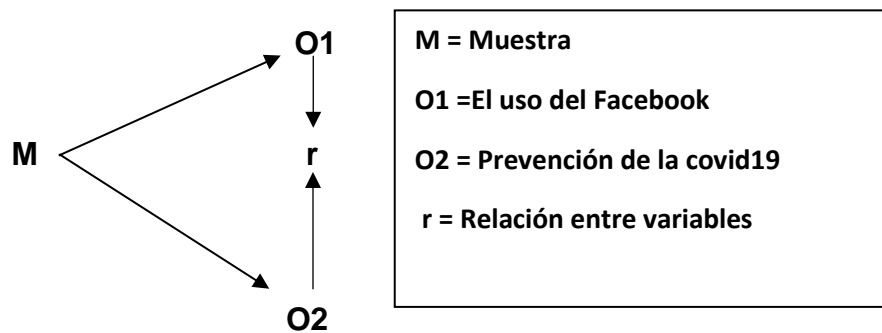 O1
M
r
O2
M = Muestra
O1 =El uso del Facebook
O2 = Prevención de la covid19
r = Relación entre variables